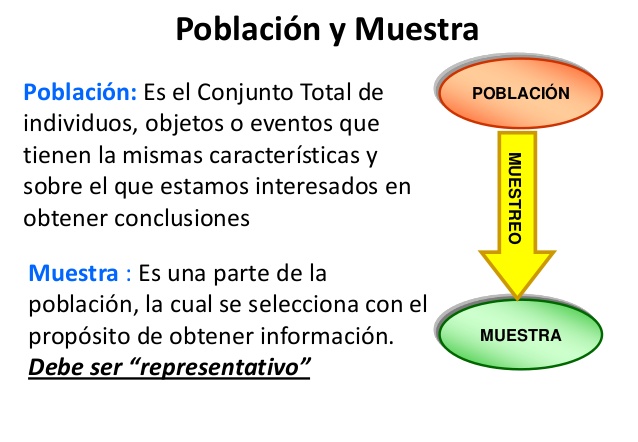 Población y Muestra
Población: Es el Conjunto Total de
individuos, objetos o eventos que
tienen la mismas características y
sobre el que estamos interesados en
obtener conclusiones
Muestra : Es una parte de la
población, la cual se selecciona con el
propósito de obtener información.
Debe ser “representativo”
POBLACIÓN
MUESTREO
MUESTRA